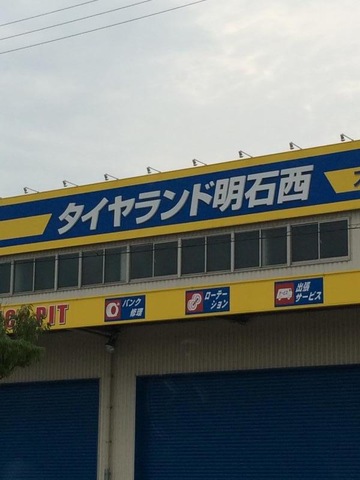 タイヤランド明石西
PIT
パンク
修理
ローテー
ション
出張
サービス